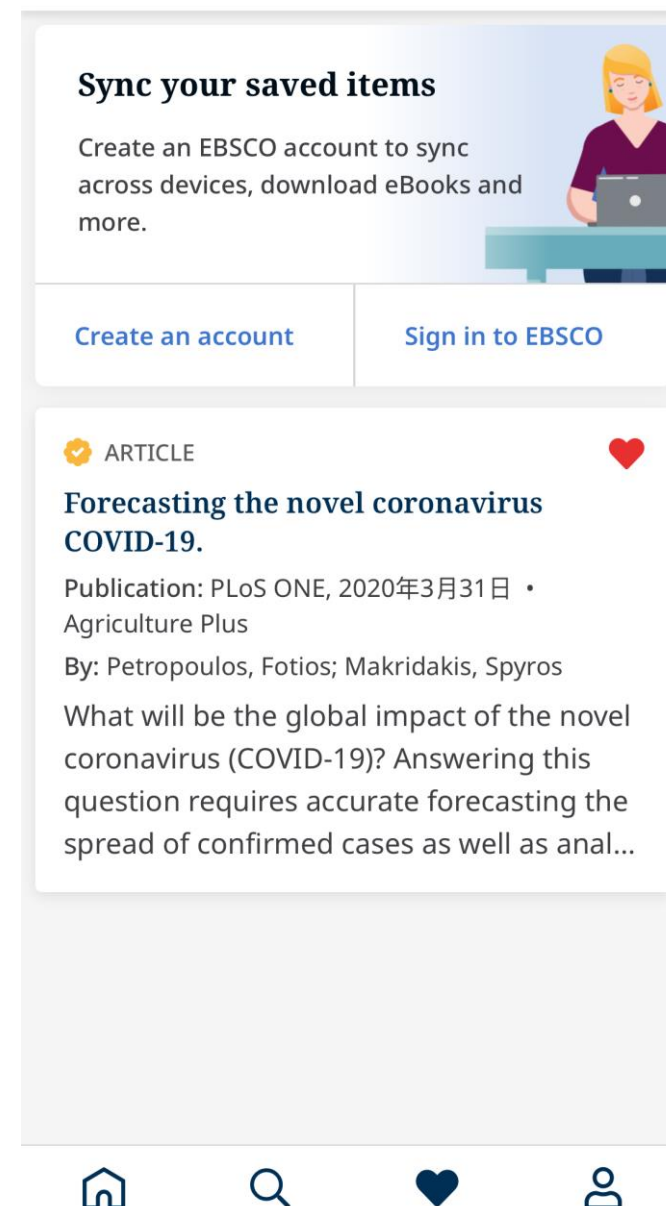 Sync your saved items
Create an EBSCO account to sync
across devices, download eBooks and
more.
Create an account
Sign in to EBSCO
ARTICLE
Forecasting the novel coronavirus
COVID-19.
Publication: PLoS ONE, 2020年3月31日 •
Agriculture Plus
By: Petropoulos, Fotios; Makridakis, Spyros
What will be the global impact of the novel
coronavirus (COVID-19)? Answering this
question requires accurate forecasting the
spread of confirmed cases as well as anal...